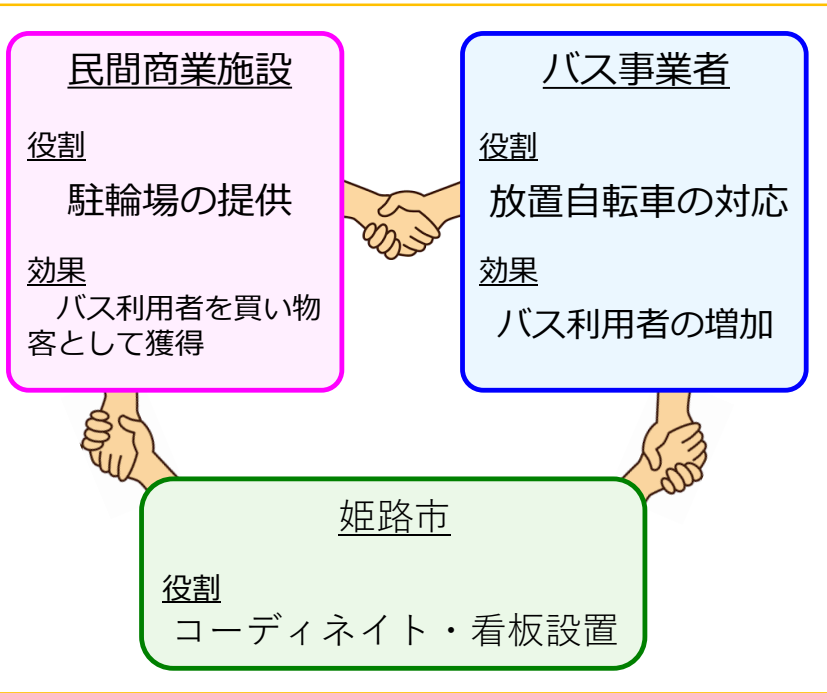 民間商業施設
役割
駐輪場の提供
効果
バス利用者を買い物
客として獲得
バス事業者
役割
放置自転車の対応
効果
バス利用者の増加
姫路市
役割
コーディネイト・看板設置